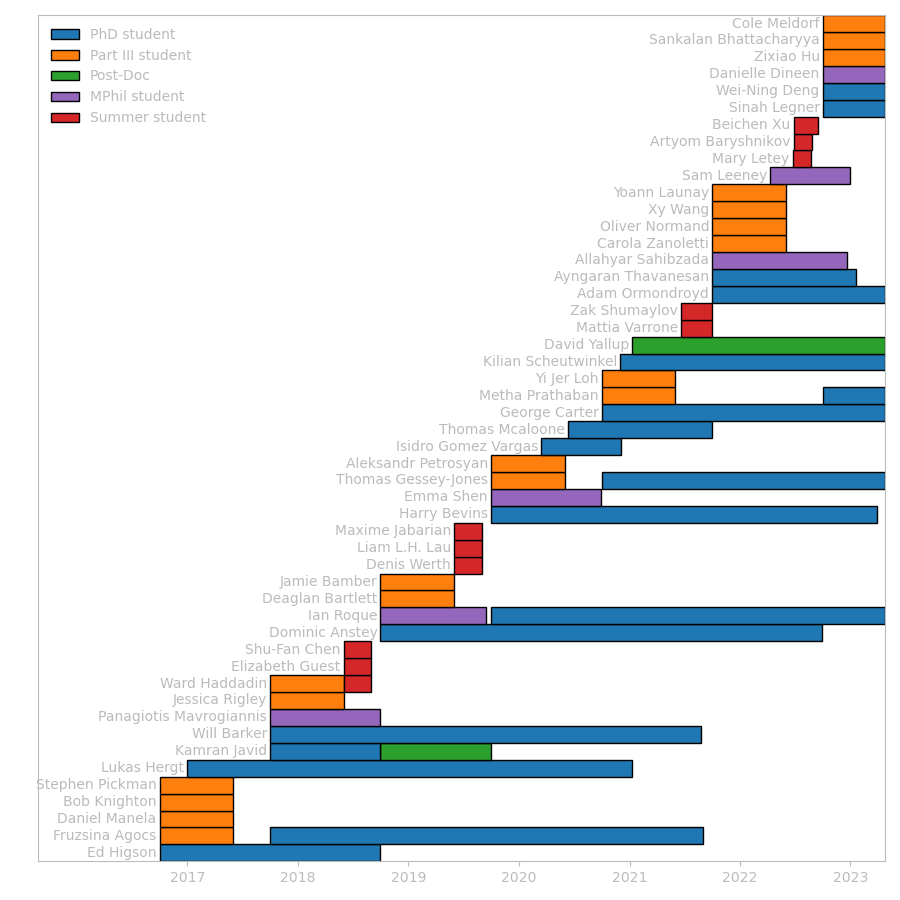 PhD student
Part III student
Post-Doc
MPhil student
Summer student
Cole Meldorf
Sankalan Bhattacharyya
Zixiao Hu
Danielle Dineen
Wei-Ning Deng
Sinah Legner
Beichen Xu
Artyom Baryshnikov
Mary Letey
Sam Leeney
Yoann Launay
Xy Wang
Oliver Normand
Carola Zanoletti
Allahyar Sahibzada
Ayngaran Thavanesan
Adam Ormondroyd
Zak Shumaylov
Mattia Varrone
David Yallup
Kilian Scheutwinkel
Yi Jer Loh
Metha Prathaban
George Carter
Thomas Mcaloone
Isidro Gomez Vargas
Aleksandr Petrosyan
Thomas Gessey-Jones
Emma Shen
Harry Bevins
Maxime Jabarian
Liam L.H. Lau
Denis Werth
Jamie Bamber
Deaglan Bartlett
Ian Roque
Dominic Anstey
Shu-Fan Chen
Elizabeth Guest
Ward Haddadin
Jessica Rigley
Panagiotis Mavrogiannis
Will Barker
Kamran Javid
Lukas Hergt
Stephen Pickman
Bob Knighton
Daniel Manela
Fruzsina Agocs
Ed Higson
2017 2018 2019 2020 2021 2022 2023